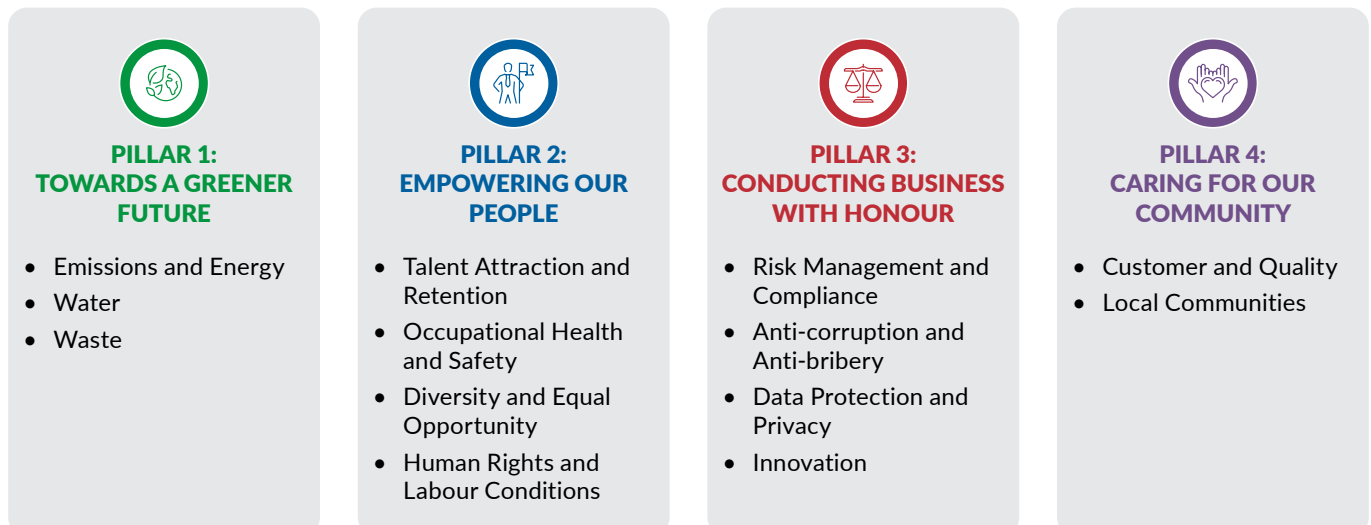 PILLAR 1:
TOWARDS A GREENER
FUTURE
• Emissions and Energy
• Water
• Waste
PILLAR 2:
EMPOWERING OUR
PEOPLE
• Talent Attraction and
Retention
• Occupational Health
and Safety
• Diversity and Equal
Opportunity
• Human Rights and
Labour Conditions
PILLAR 3:
CONDUCTING BUSINESS
WITH HONOUR
• Risk Management and
Compliance
• Anti-corruption and
Anti-bribery
• Data Protection and
Privacy
• Innovation
PILLAR 4:
CARING FOR OUR
COMMUNITY
• Customer and Quality
• Local Communities